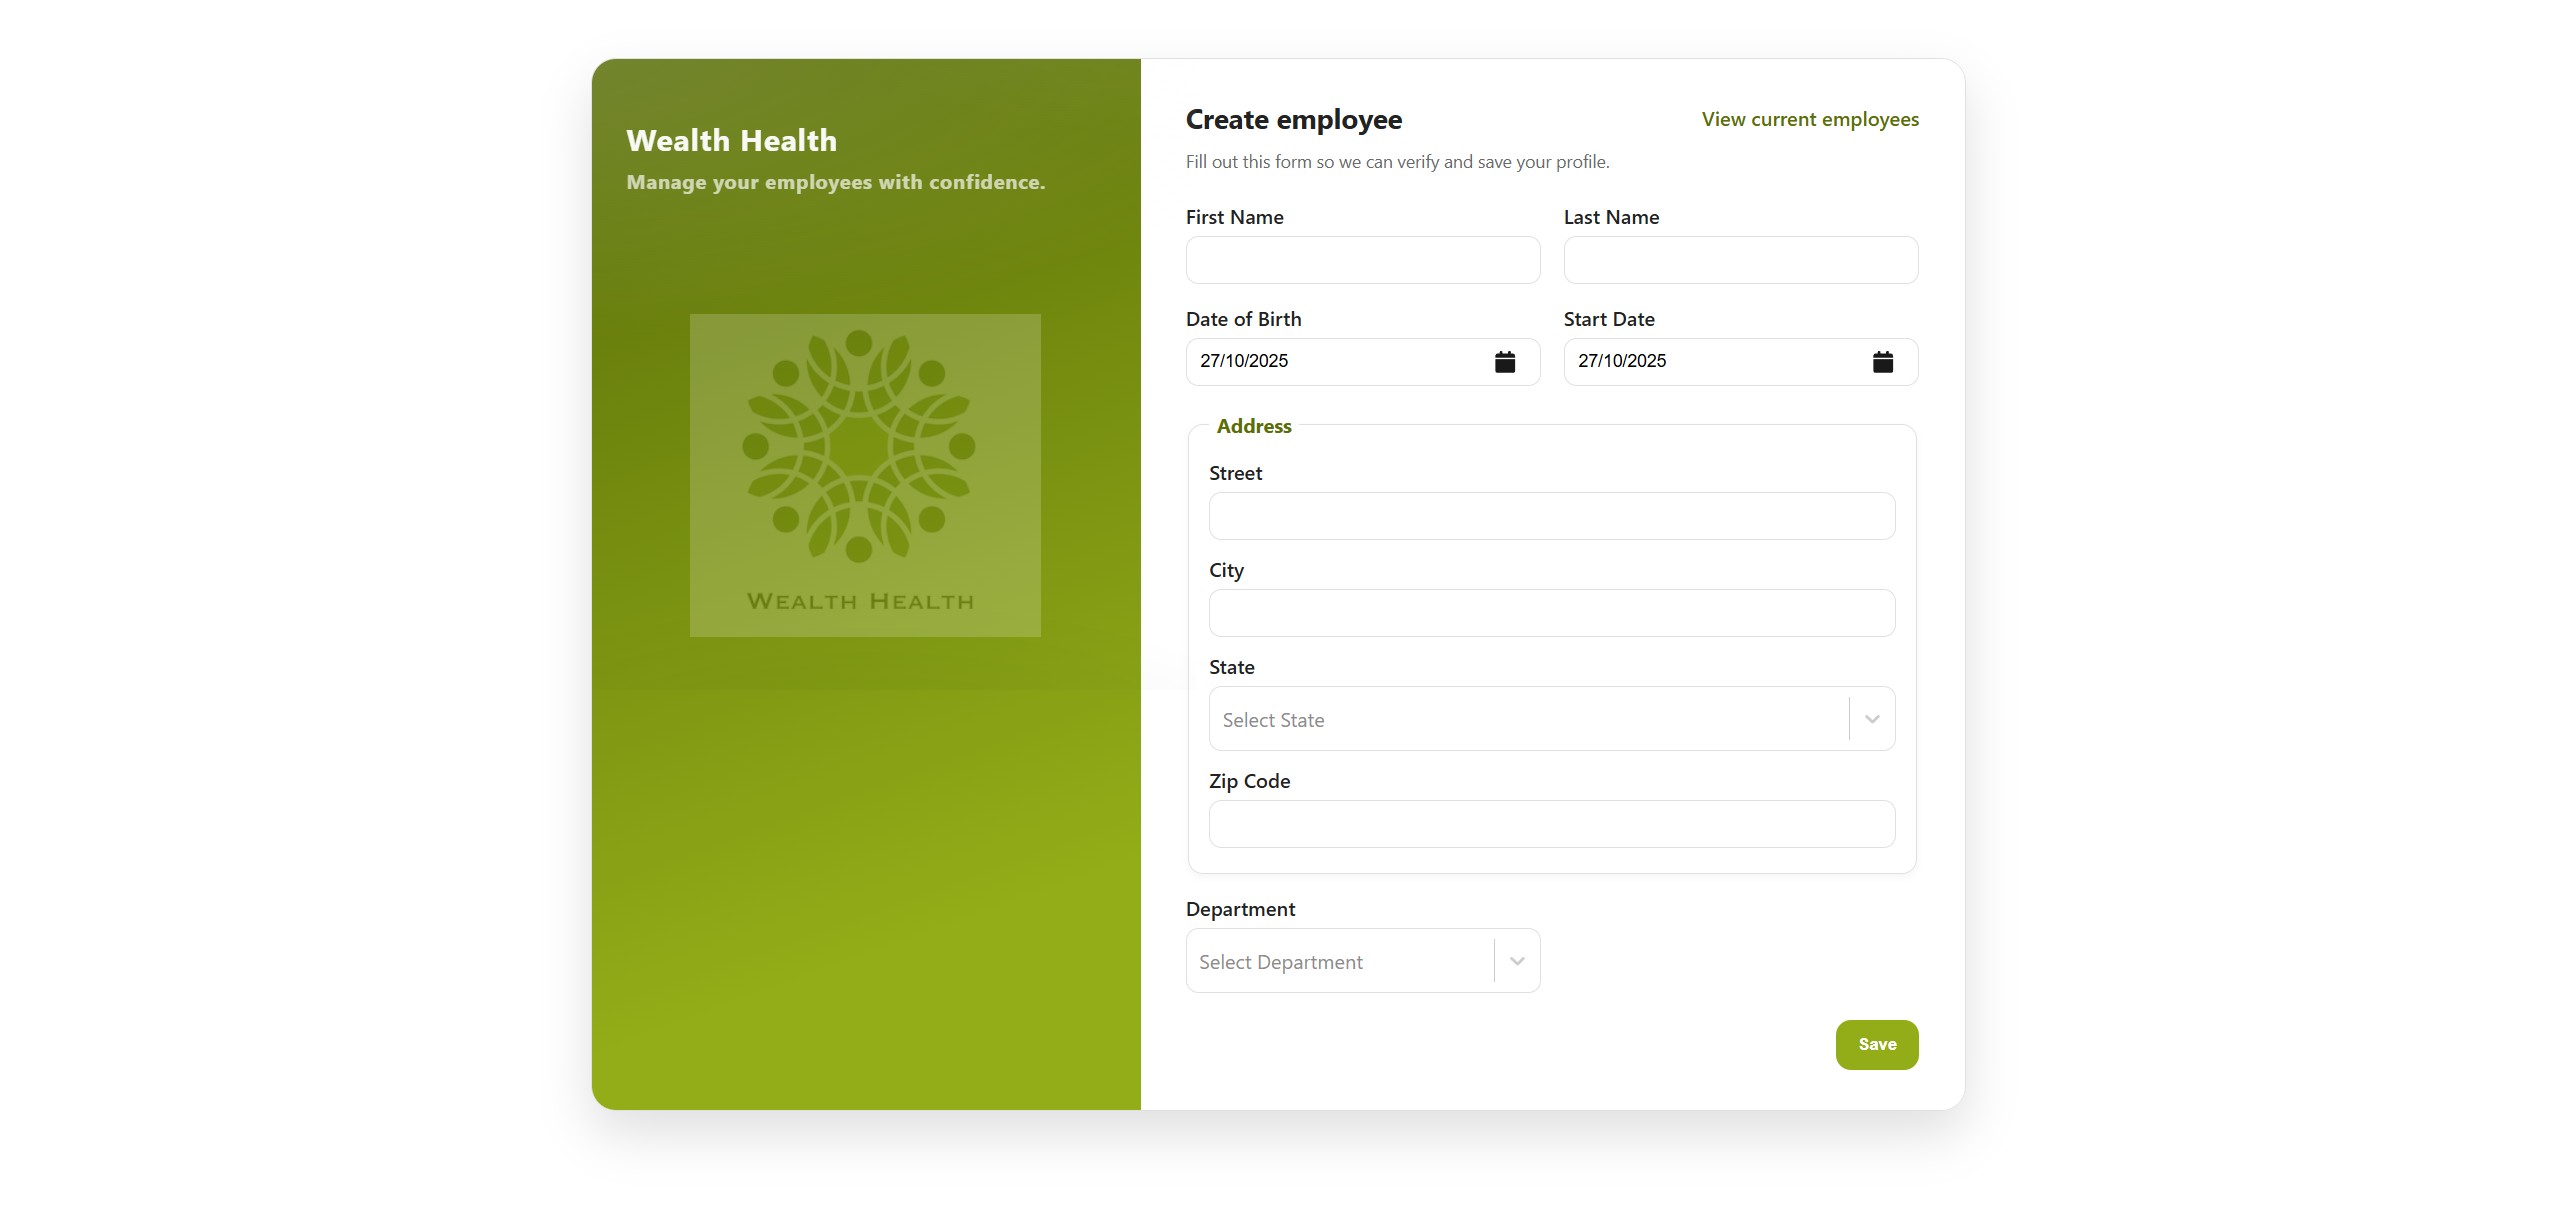 Wealth Health
Manage your employees with confidence.
WEALTH HEALTH
Create employee
View current employees
Fill out this form so we can verify and save your profile.
First Name
Last Name
Date of Birth
Start Date
27/10/2025
27/10/2025
Address
Street
City
State
Select State
Zip Code
Department
Select Department
Save